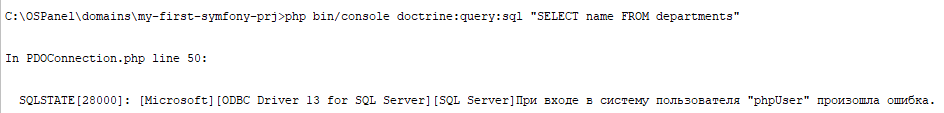 C:\OSPanel\domains\my-first-symfony-prj>php bin/console doctrine:query:sql "SELECT name FROM departments"
In PDOConnection.php line 50:
SQLSTATE[28000]: [Microsoft][ODBC Driver 13 for SQL Server][SQL Server]При входе в систему пользователя "phpUser" произошла ошибка.